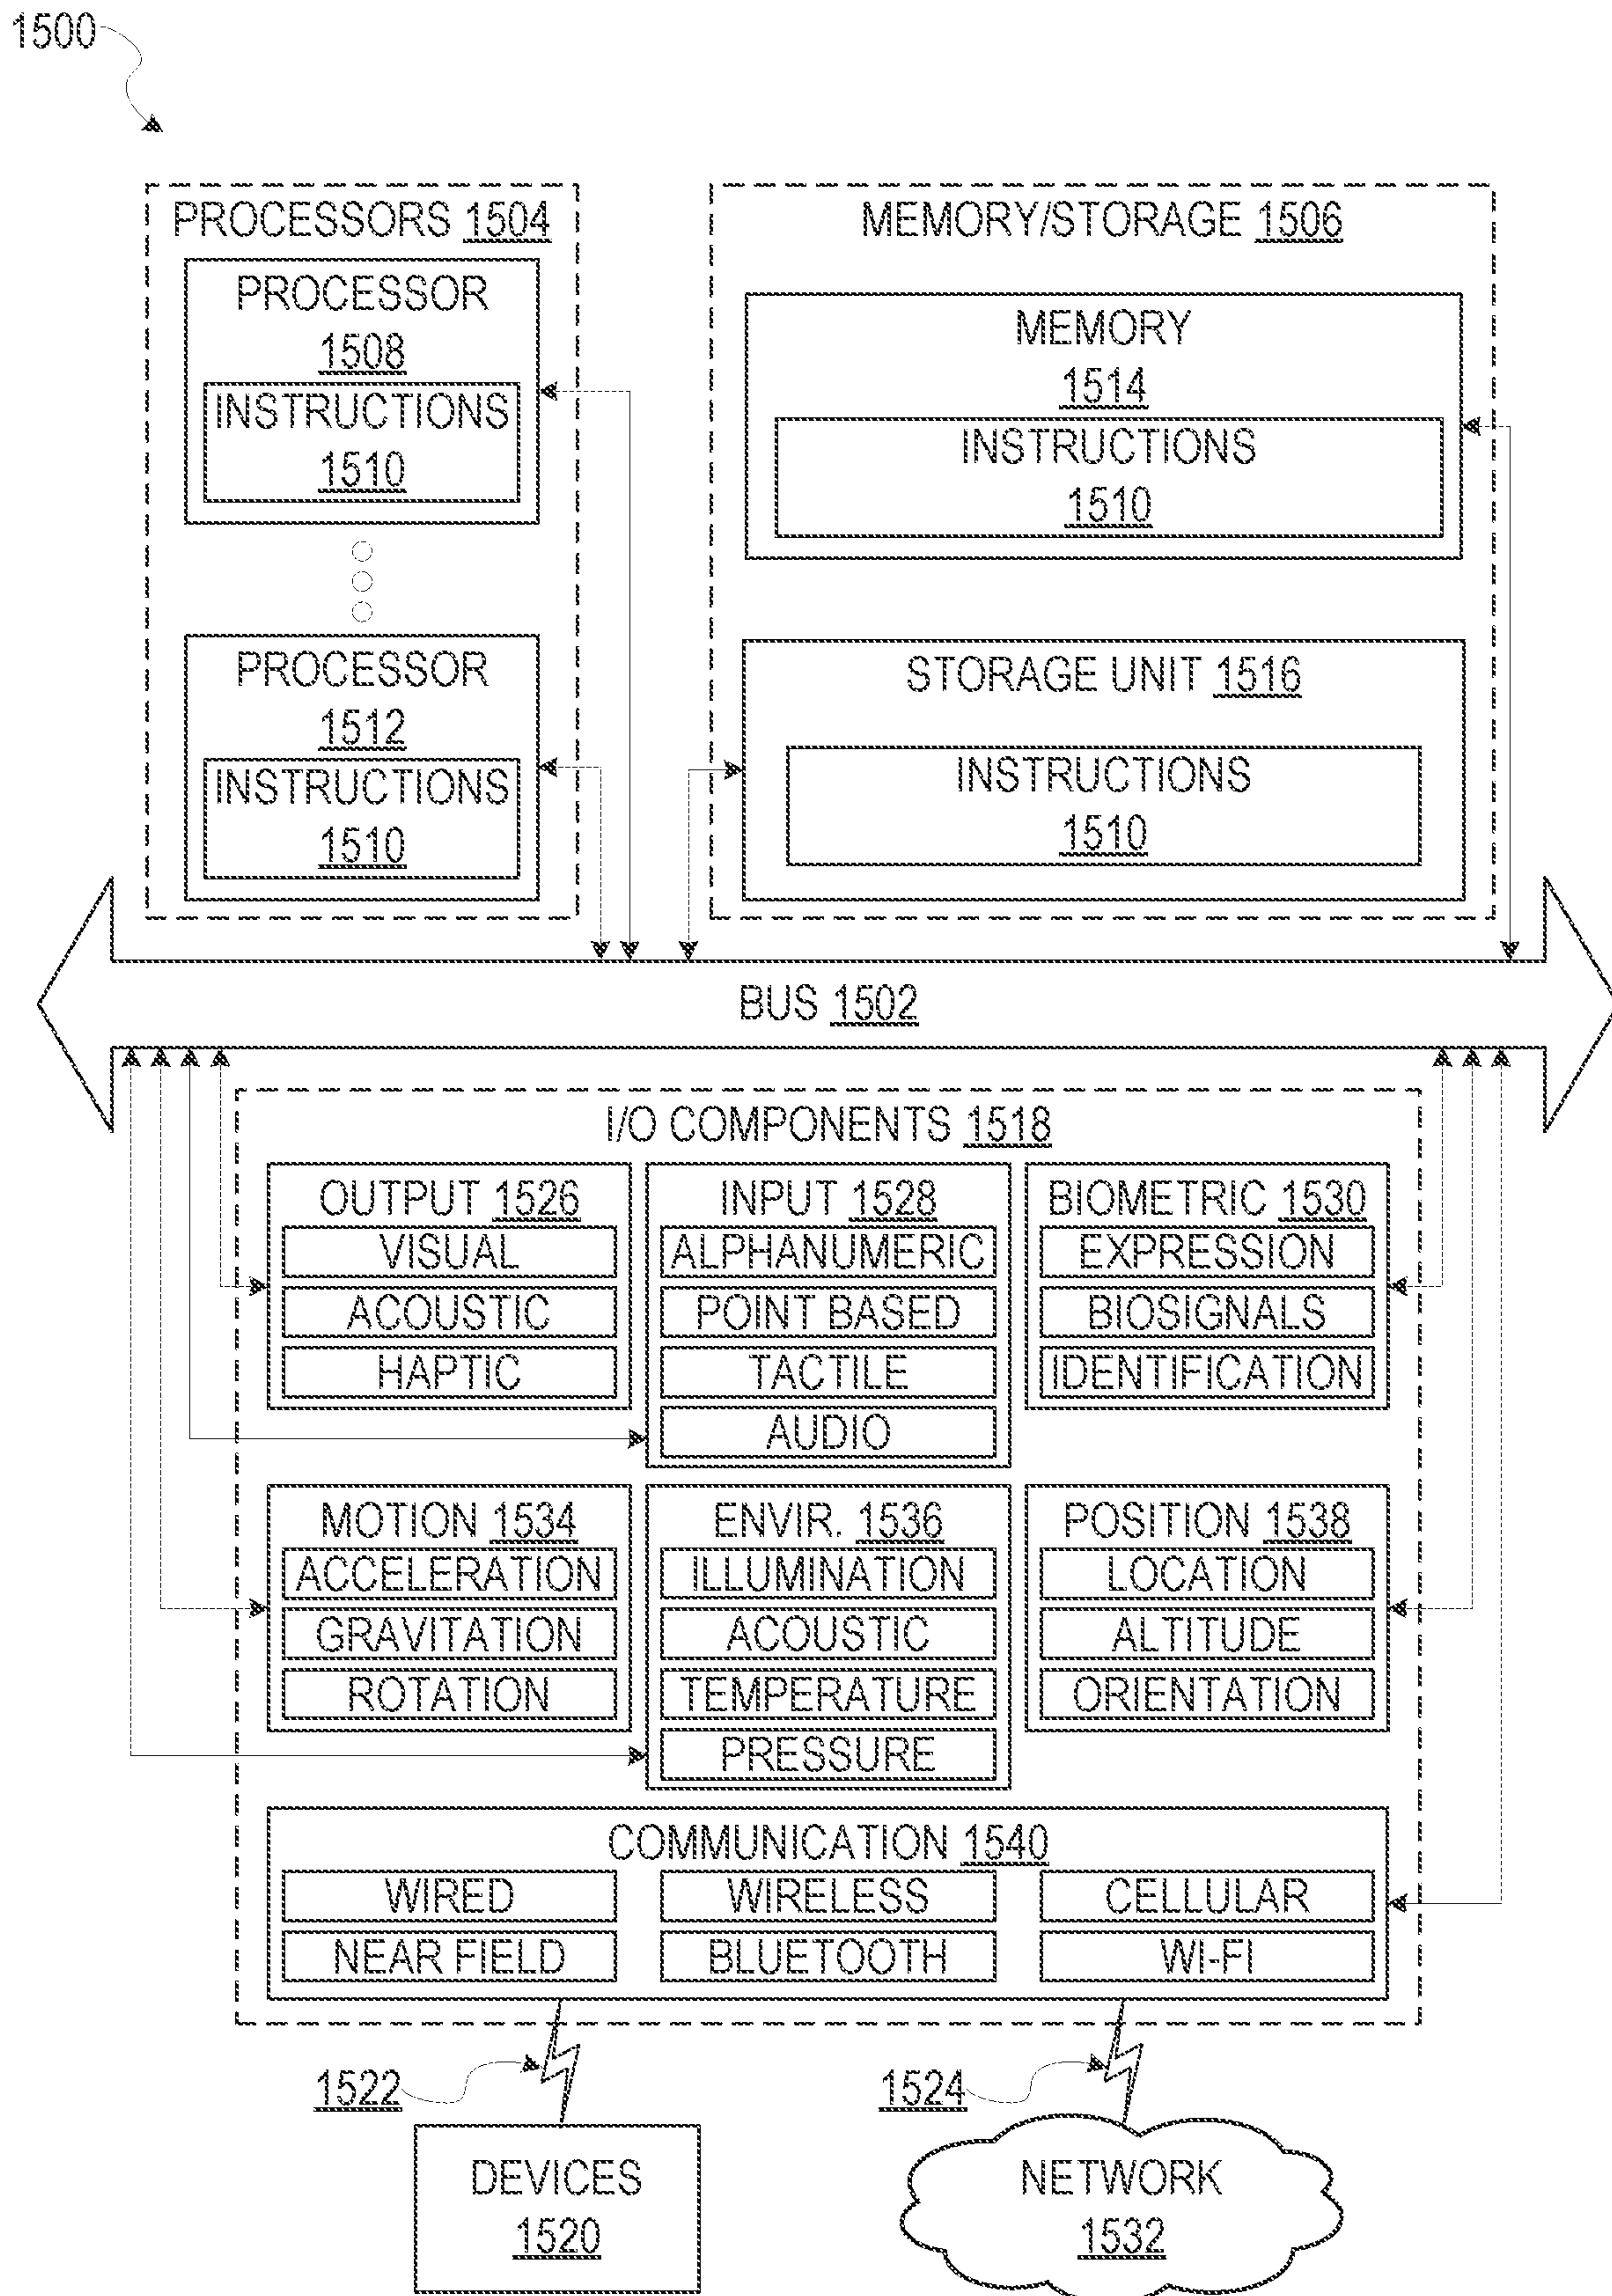 1500
PROCESSORS 1504
PROCESSOR
1508
INSTRUCTIONS
1510
PROCESSOR
1512
INSTRUCTIONS
1510
MEMORY/STORAGE 1506
MEMORY
1514
INSTRUCTIONS
1510
STORAGE UNIT 1516
INSTRUCTIONS
1510
BUS 1502
I/O COMPONENTS 1518
OUTPUT 1526
VISUAL
ACOUSTIC
HAPTIC
INPUT 1528
ALPHANUMERIC
POINT BASED
TACTILE
AUDIO
BIOMETRIC 1530
EXPRESSION
BIOSIGNALS
IDENTIFICATION
MOTION 1534
ACCELERATION
GRAVITATION
ROTATION
ENVIR. 1536
ILLUMINATION
ACOUSTIC
TEMPERATURE
PRESSURE
POSITION 1538
LOCATION
ALTITUDE
ORIENTATION
COMMUNICATION 1540
WIRED
WIRELESS
CELLULAR
NEAR FIELD
BLUETOOTH
WI-FI
1522
1524
DEVICES
1520
NETWORK
1532